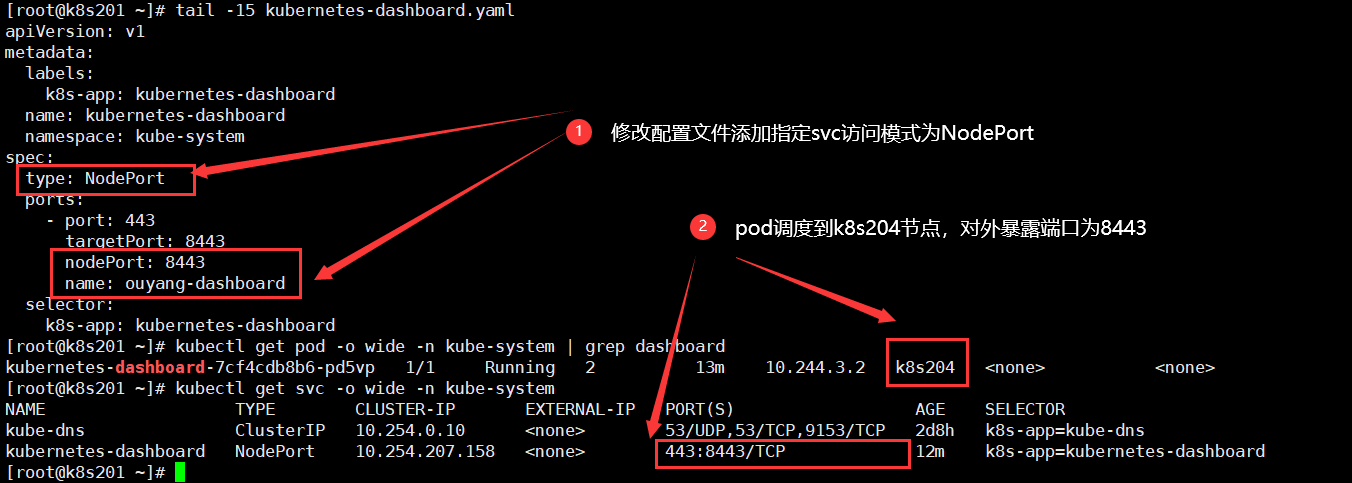 [root@k8s201 ~]# tail -15 kubernetes-dashboard.yaml
apiVersion: v1
metadata:
  labels:
    k8s-app: kubernetes-dashboard
  name: kubernetes-dashboard
  namespace: kube-system
spec:
  type: NodePort
  ports:
    - port: 443
      targetPort: 8443
      nodePort: 8443
      name: ouyang-dashboard
  selector:
    k8s-app: kubernetes-dashboard
1 修改配置文件添加指定svc访问模式为NodePort
2 pod调度到k8s204节点，对外暴露端口为8443
[root@k8s201 ~]# kubectl get pod -o wide -n kube-system | grep dashboard
kubernetes-dashboard-7cf4cdb8b6-pd5vp   1/1     Running   2          13m    10.244.3.2   k8s204   <none>           <none>
[root@k8s201 ~]# kubectl get svc -o wide -n kube-system
NAME                   TYPE        CLUSTER-IP       EXTERNAL-IP   PORT(S)                  AGE    SELECTOR
kube-dns               ClusterIP   10.254.0.10      <none>        53/UDP,53/TCP,9153/TCP   2d8h   k8s-app=kube-dns
kubernetes-dashboard   NodePort    10.254.207.158   <none>        443:8443/TCP             12m    k8s-app=kubernetes-dashboard
[root@k8s201 ~]#